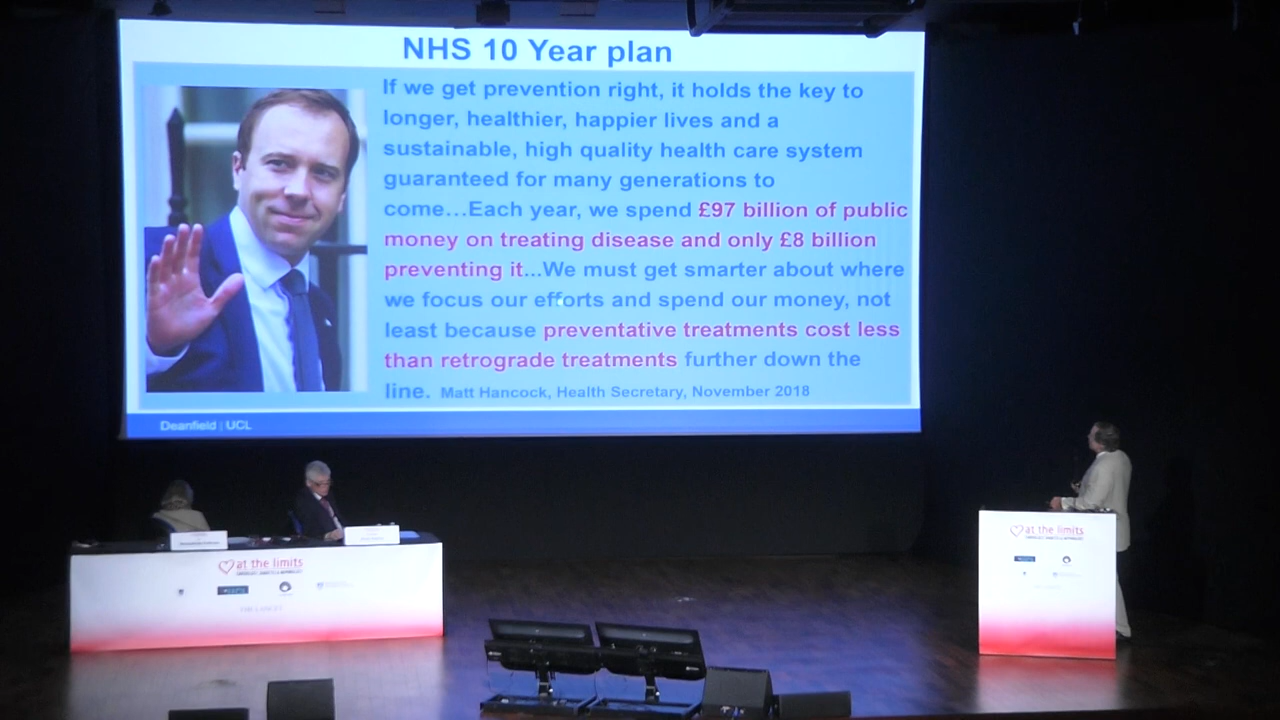 NHS 10 Year plan
If we get prevention right, it holds the key to
longer, healthier, happier lives and a
sustainable, high quality health care system
guaranteed for many generations to
come...Each year, we spend £97 billion of public
money on treating disease and only £8 billion
preventing it...We must get smarter about where
we focus our efforts and spend our money, not
least because preventative treatments cost less
than retrograde treatments further down the
line. Matt Hancock, Health Secretary, November 2018
Deanfield | UCL
at the limits
at the limits